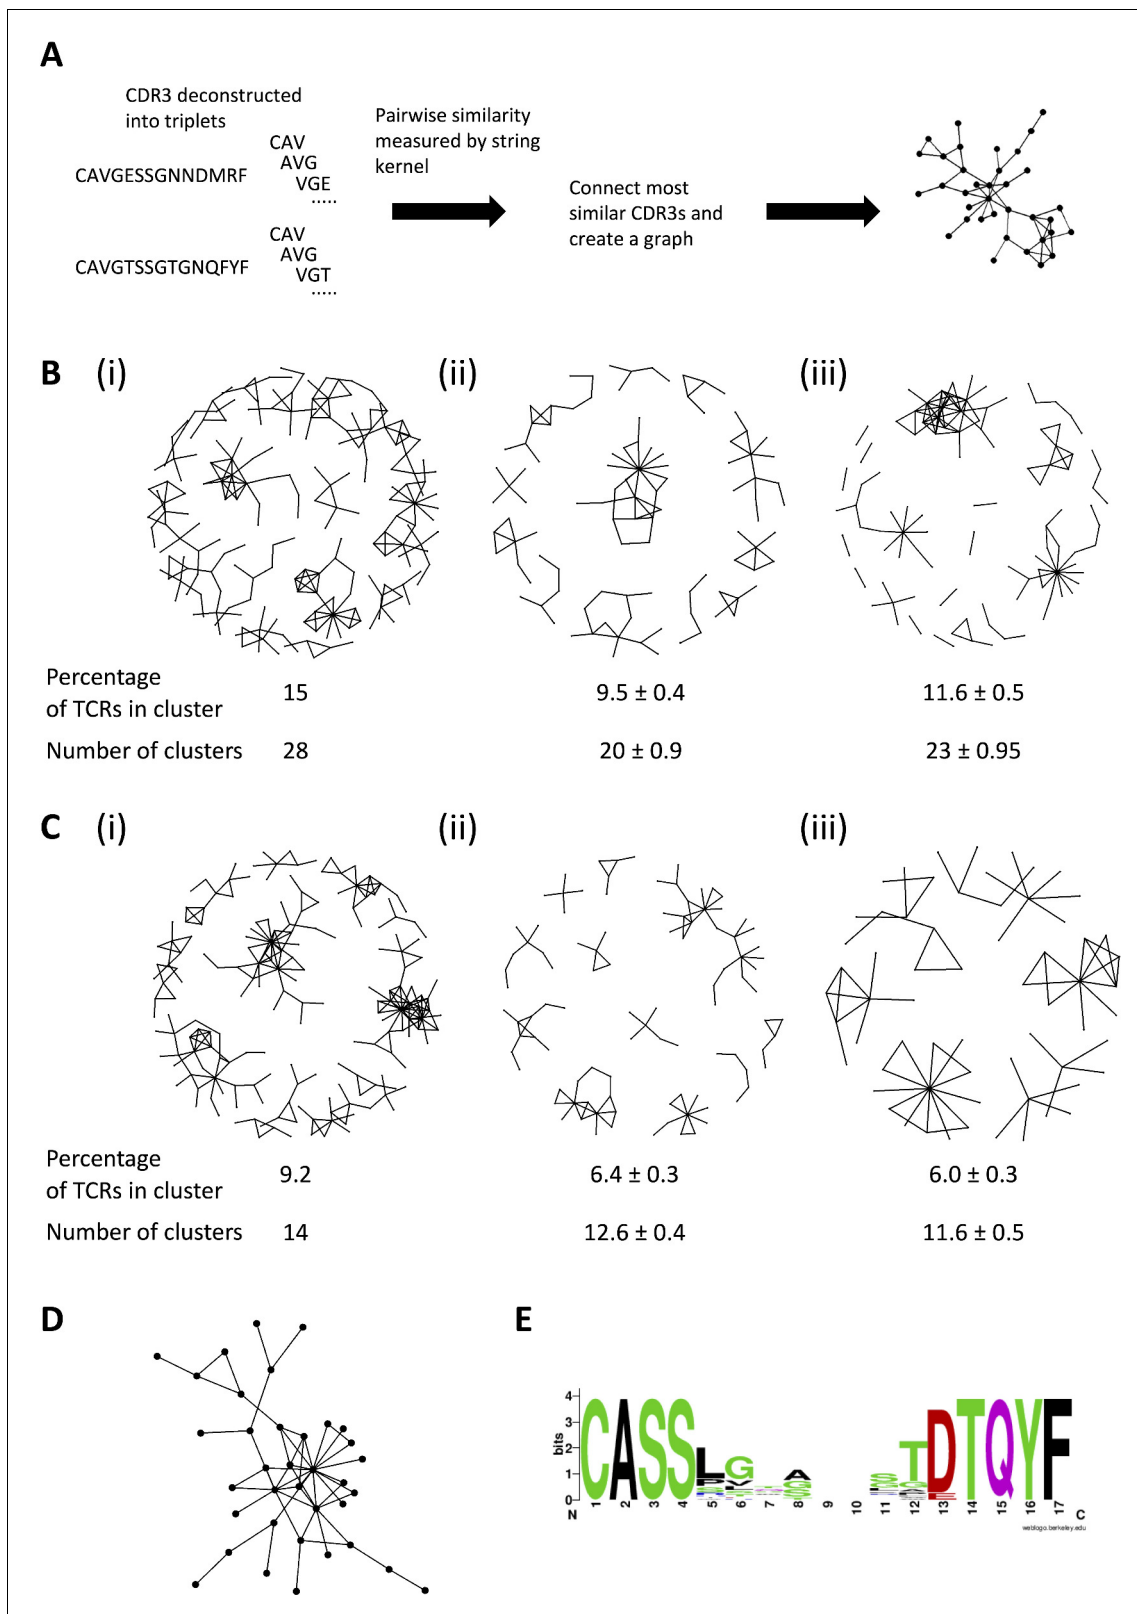 A
CDR3 deconstructed
into triplets
CAVGESSGNNDMRF
CAV
AVG
VGE
.....
CAVGTSSGTGNQFYF
CAV
AVG
VGT
.....
Pairwise similarity
measured by string
kernel
Connect most
similar CDR3s and
create a graph
B (i) (ii) (iii)
Percentage
of TCRs in cluster 15 9.5 ± 0.4 11.6 ± 0.5
Number of clusters 28 20 ± 0.9 23 ± 0.95
C (i) (ii) (iii)
Percentage
of TCRs in cluster 9.2 6.4 ± 0.3 6.0 ± 0.3
Number of clusters 14 12.6 ± 0.4 11.6 ± 0.5
D E
bits
4
3
2
1
0
CASSLG A S T DTQYF
1 2 3 4 5 6 7 8 9 10 11 12 13 14 15 16 17
N C
weblogo.berkeley.edu